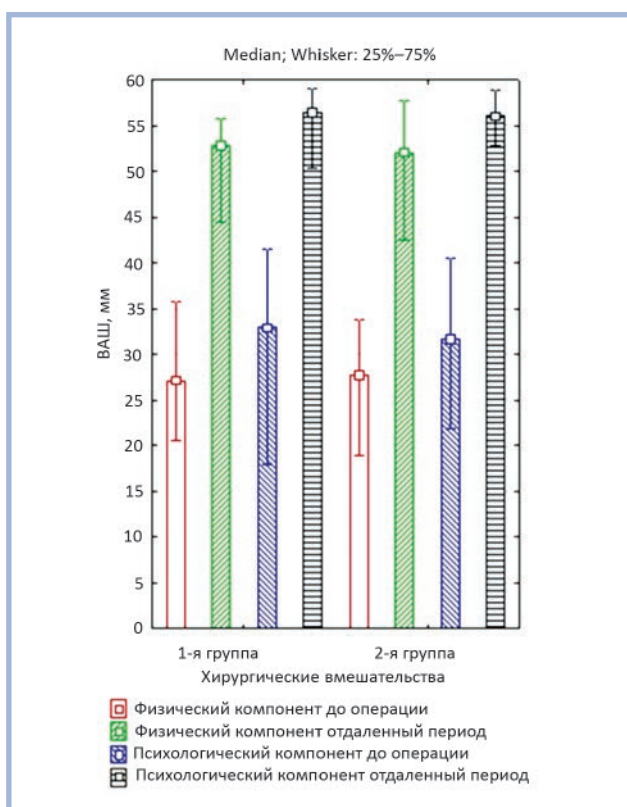 Median; Whisker: 25%–75%
60
55
50
45
40
35
30
25
20
15
10
5
0
ВАШ, мм
1-я группа 2-я группа
Хирургические вмешательства
Физический компонент до операции
Физический компонент отдаленный период
Психологический компонент до операции
Психологический компонент отдаленный период